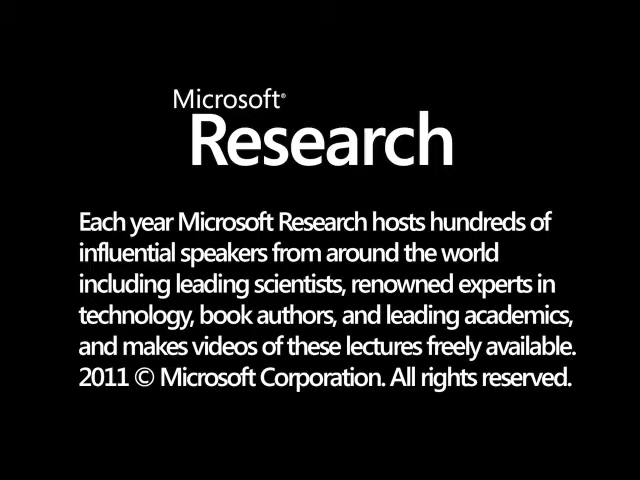 Microsoft®
Research
Each year Microsoft Research hosts hundreds of
influential speakers from around the world
including leading scientists, renowned experts in
technology, book authors, and leading academics,
and makes videos of these lectures freely available.
2011 © Microsoft Corporation. All rights reserved.